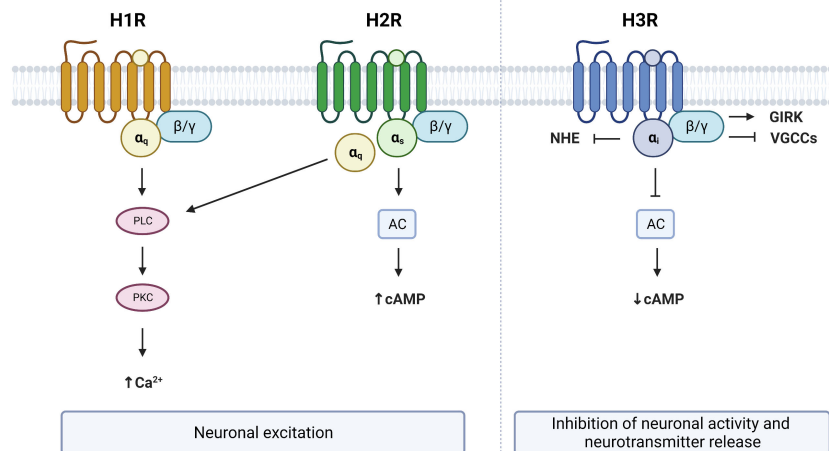 H1R
H2R
H3R
β/γ
αq
β/γ
αs
αq
β/γ
αi
GIRK
VGCCs
NHE
PLC
AC
AC
PKC
↑cAMP
↓cAMP
↑Ca²⁺
Neuronal excitation
Inhibition of neuronal activity and
neurotransmitter release